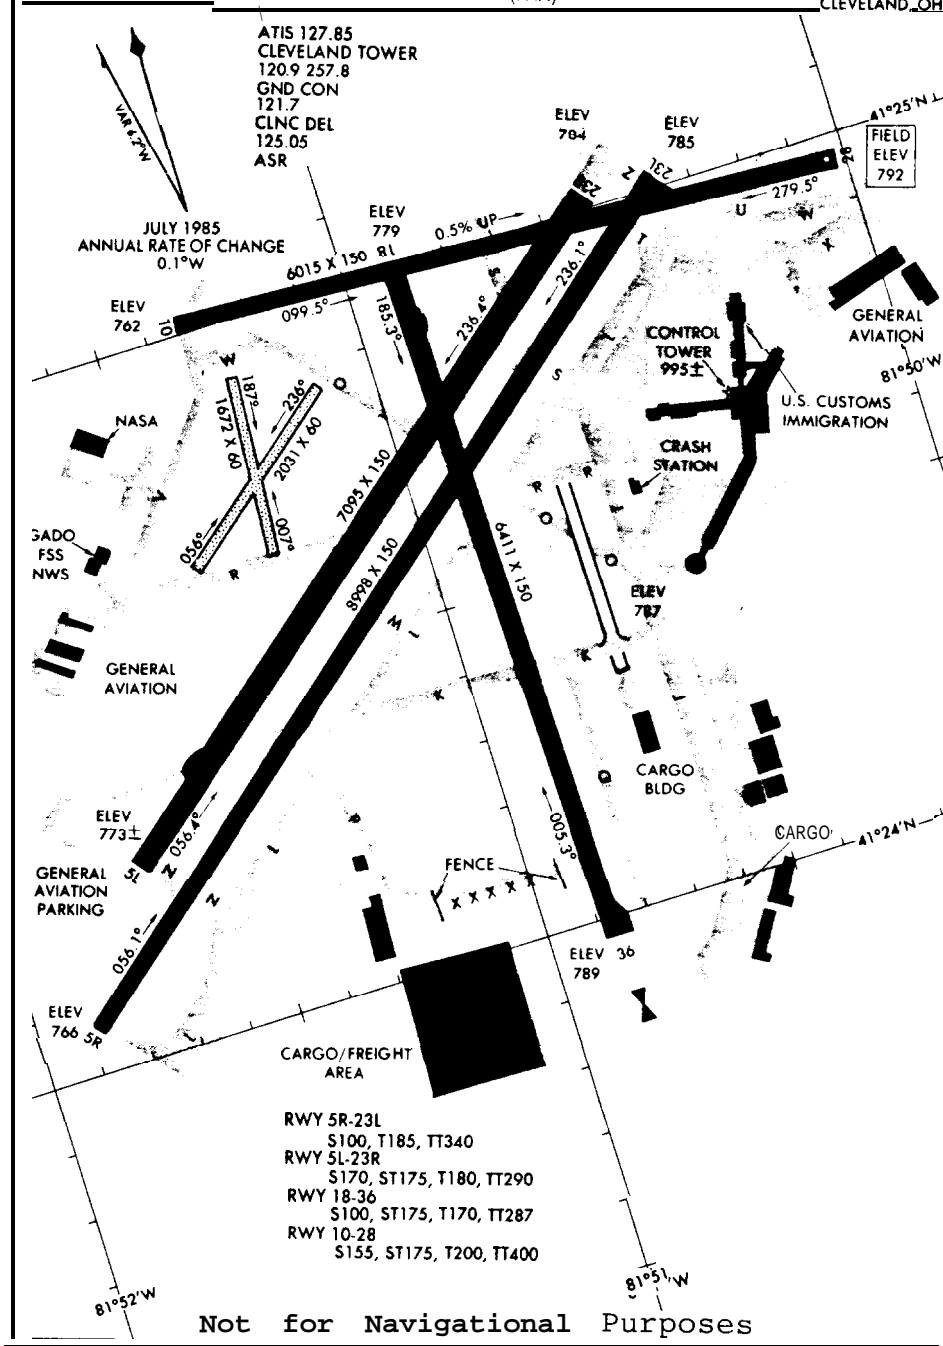 CLEVELAND, OH
ATIS 127.85
CLEVELAND TOWER
120.9 257.8
GND CON
121.7
CLNC DEL
125.05
ASR
VAR 6.2°W
JULY 1985
ANNUAL RATE OF CHANGE
0.1°W
ELEV
784
ELEV
785
41°25'N
FIELD
ELEV
792
28
279.5°
23R
Z
23L
U
W
X
ELEV
779
0.5% UP
6015 X 150
18
ELEV
762
10
099.5°
185.3°
236.4°
236.1°
S
T
GENERAL
AVIATION
81°50'W
CONTROL
TOWER
995±
U.S. CUSTOMS
IMMIGRATION
CRASH
STATION
S
W
187°
236°
Q
1672 X 60
2031 X 60
NASA
056°
007°
R
7095 X 150
8998 X 150
6411 X 150
R
R
O
Q
GADO
FSS
NWS
ELEV
787
GENERAL
AVIATION
W
L
K
K
CARGO
BLDG
ELEV
773±
056.4°
5L
Z
N
L
P
Q
005.3°
CARGO
41°24'N
GENERAL
AVIATION
PARKING
FENCE
X X X X X
056.1°
ELEV
766
5R
L
ELEV
789
36
CARGO/FREIGHT
AREA
RWY 5R-23L
S100, T185, TT340
RWY 5L-23R
S170, ST175, T180, TT290
RWY 18-36
S100, ST175, T170, TT287
RWY 10-28
S155, ST175, T200, TT400
81°52'W
81°51'W
Not for Navigational Purposes